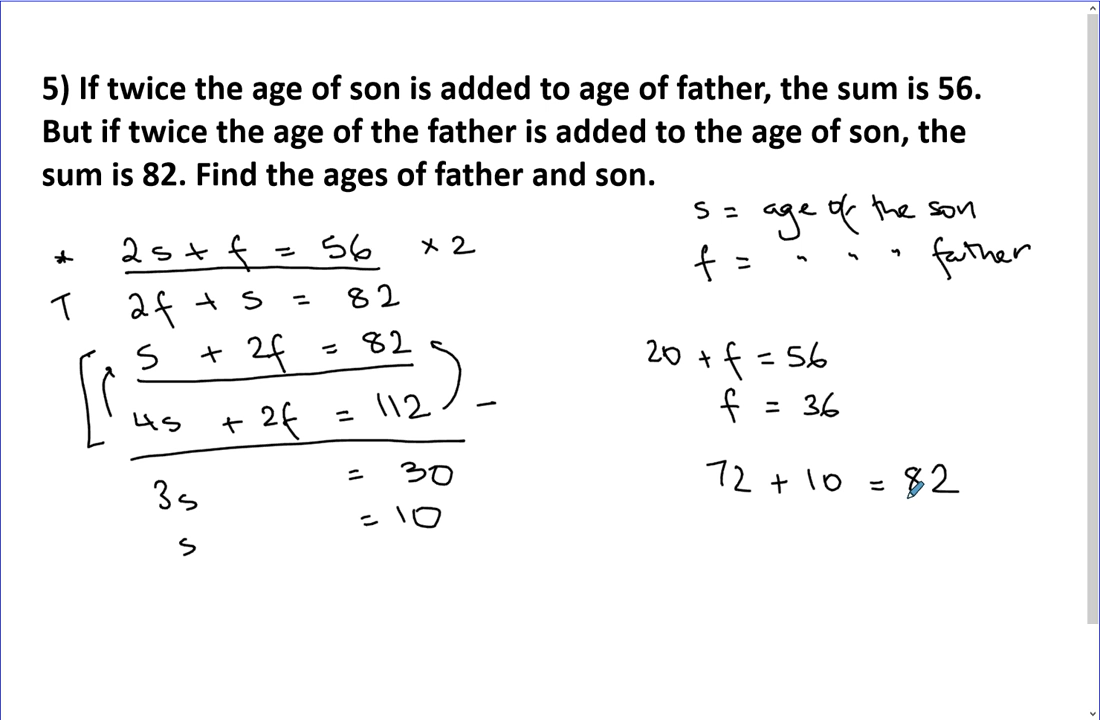 5) If twice the age of son is added to age of father, the sum is 56.
But if twice the age of the father is added to the age of son, the
sum is 82. Find the ages of father and son.
s = age of the son
f = " " " father
* 2s + f = 56 × 2
T 2f + s = 82
s + 2f = 82
4s + 2f = 112 –
3s = 30
s = 10
20 + f = 56
f = 36
72 + 10 = 82